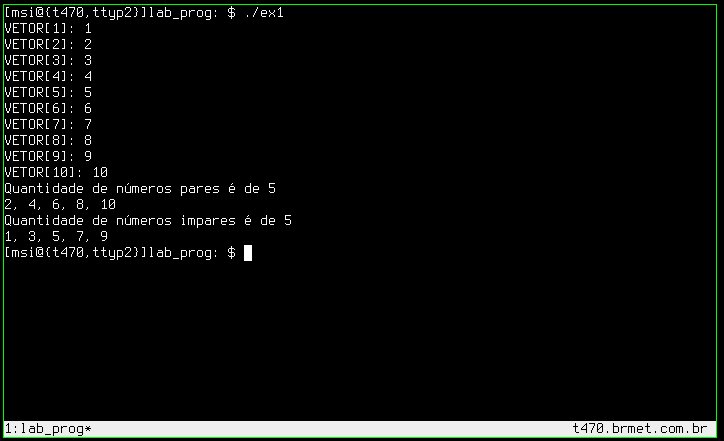 [msi@{t470,ttyp2}]lab_prog: $ ./ex1
VETOR[1]: 1
VETOR[2]: 2
VETOR[3]: 3
VETOR[4]: 4
VETOR[5]: 5
VETOR[6]: 6
VETOR[7]: 7
VETOR[8]: 8
VETOR[9]: 9
VETOR[10]: 10
Quantidade de números pares é de 5
2, 4, 6, 8, 10
Quantidade de números impares é de 5
1, 3, 5, 7, 9
[msi@{t470,ttyp2}]lab_prog: $
1:lab_prog* t470.brmet.com.br